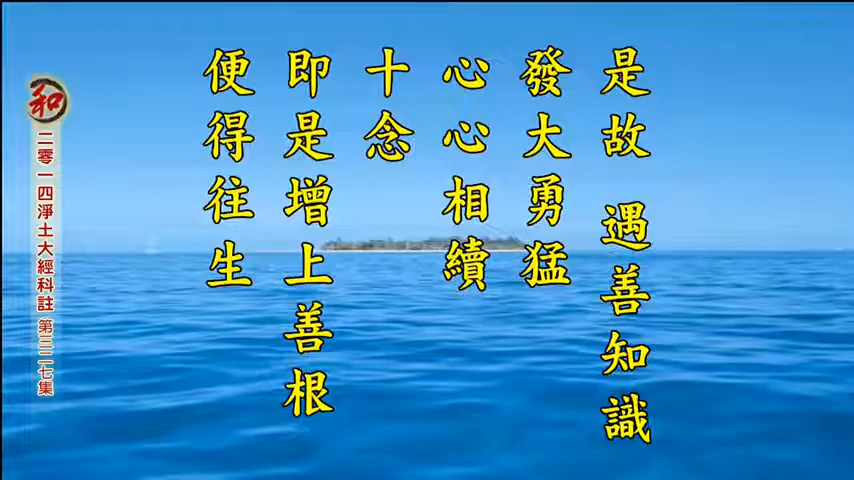 是故 遇善知識
發大勇猛
心心相續
十念
即是增上善根
便得往生
和
二零一四淨土大經科註 第三二七集